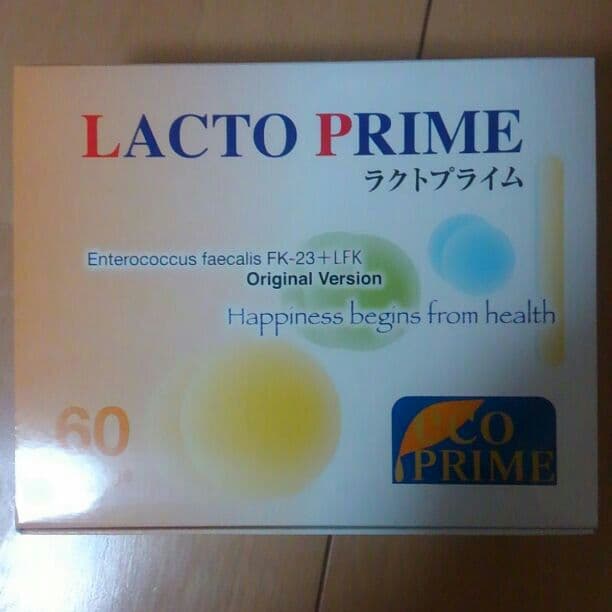 LACTO PRIME
ラクトプライム
Enterococcus faecalis FK-23+LFK
Original Version
Happiness begins from health
60
CO
PRIME